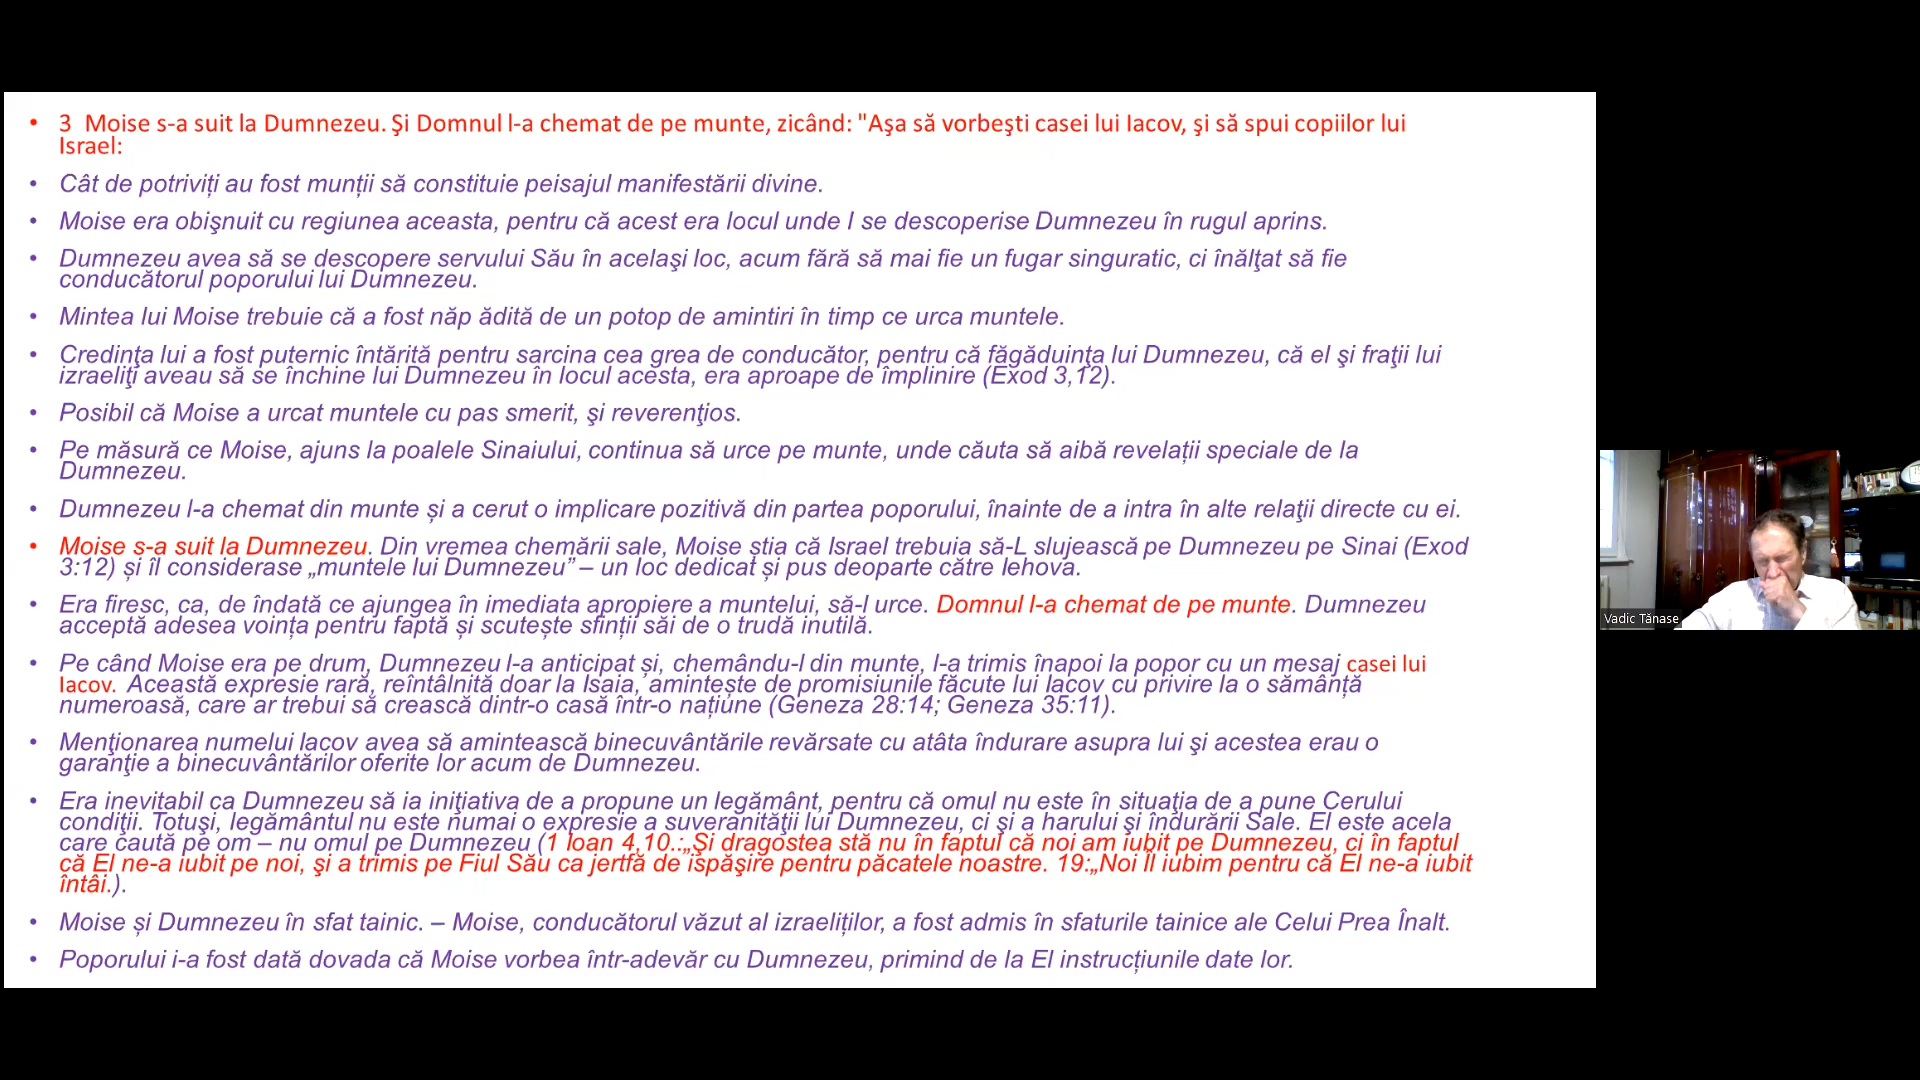 • 3 Moise s-a suit la Dumnezeu. Şi Domnul l-a chemat de pe munte, zicând: "Aşa să vorbeşti casei lui Iacov, şi să spui copiilor lui
Israel:
• Cât de potriviți au fost munții să constituie peisajul manifestării divine.
• Moise era obişnuit cu regiunea aceasta, pentru că acest era locul unde I se descoperise Dumnezeu în rugul aprins.
• Dumnezeu avea să se descopere servului Său în acelaşi loc, acum fără să mai fie un fugar singuratic, ci înălţat să fie
conducătorul poporului lui Dumnezeu.
• Mintea lui Moise trebuie că a fost năp ădită de un potop de amintiri în timp ce urca muntele.
• Credinţa lui a fost puternic întărită pentru sarcina cea grea de conducător, pentru că făgăduinţa lui Dumnezeu, că el şi fraţii lui
izraeliţi aveau să se închine lui Dumnezeu în locul acesta, era aproape de împlinire (Exod 3,12).
• Posibil că Moise a urcat muntele cu pas smerit, şi reverenţios.
• Pe măsură ce Moise, ajuns la poalele Sinaiului, continua să urce pe munte, unde căuta să aibă revelații speciale de la
Dumnezeu.
• Dumnezeu l-a chemat din munte și a cerut o implicare pozitivă din partea poporului, înainte de a intra în alte relaţii directe cu ei.
• Moise s-a suit la Dumnezeu. Din vremea chemării sale, Moise știa că Israel trebuia să-L slujească pe Dumnezeu pe Sinai (Exod
3:12) și îl considerase „muntele lui Dumnezeu” – un loc dedicat și pus deoparte către Iehova.
• Era firesc, ca, de îndată ce ajungea în imediata apropiere a muntelui, să-l urce. Domnul l-a chemat de pe munte. Dumnezeu
acceptă adesea voința pentru faptă și scutește sfinții săi de o trudă inutilă.
• Pe când Moise era pe drum, Dumnezeu l-a anticipat și, chemându-l din munte, l-a trimis înapoi la popor cu un mesaj casei lui
Iacov. Această expresie rară, reîntâlnită doar la Isaia, amintește de promisiunile făcute lui Iacov cu privire la o sămânță
numeroasă, care ar trebui să crească dintr-o casă într-o națiune (Geneza 28:14; Geneza 35:11).
• Menţionarea numelui Iacov avea să amintească binecuvântările revărsate cu atâta îndurare asupra lui şi acestea erau o
garanţie a binecuvântărilor oferite lor acum de Dumnezeu.
• Era inevitabil ca Dumnezeu să ia iniţiativa de a propune un legământ, pentru că omul nu este în situaţia de a pune Cerului
condiţii. Totuşi, legământul nu este numai o expresie a suveranităţii lui Dumnezeu, ci şi a harului şi îndurării Sale. El este acela
care caută pe om – nu omul pe Dumnezeu (1 Ioan 4,10.:„Şi dragostea stă nu în faptul că noi am iubit pe Dumnezeu, ci în faptul
că El ne-a iubit pe noi, şi a trimis pe Fiul Său ca jertfă de ispăşire pentru păcatele noastre. 19:„Noi Îl iubim pentru că El ne-a iubit
întâi.).
• Moise și Dumnezeu în sfat tainic. – Moise, conducătorul văzut al izraeliților, a fost admis în sfaturile tainice ale Celui Prea Înalt.
• Poporului i-a fost dată dovada că Moise vorbea într-adevăr cu Dumnezeu, primind de la El instrucțiunile date lor.
Vadic Tănase